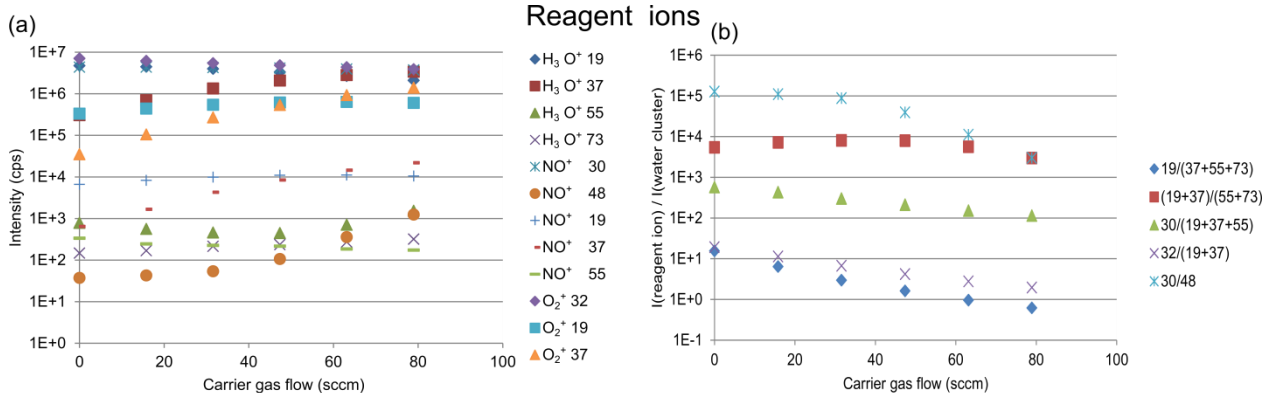 Reagent ions
(a)
1E+7
1E+6
1E+5
1E+4
1E+3
1E+2
1E+1
1E+0
Intensity (cps)
0 20 40 60 80 100
Carrier gas flow (sccm)
H₃ O⁺ 19
H₃ O⁺ 37
H₃ O⁺ 55
H₃ O⁺ 73
NO⁺ 30
NO⁺ 48
NO⁺ 19
NO⁺ 37
NO⁺ 55
O₂⁺ 32
O₂⁺ 19
O₂⁺ 37
(b)
1E+6
1E+5
1E+4
1E+3
1E+2
1E+1
1E+0
1E-1
I(reagent ion) / I(water cluster)
0 20 40 60 80 100
Carrier gas flow (sccm)
19/(37+55+73)
(19+37)/(55+73)
30/(19+37+55)
32/(19+37)
30/48